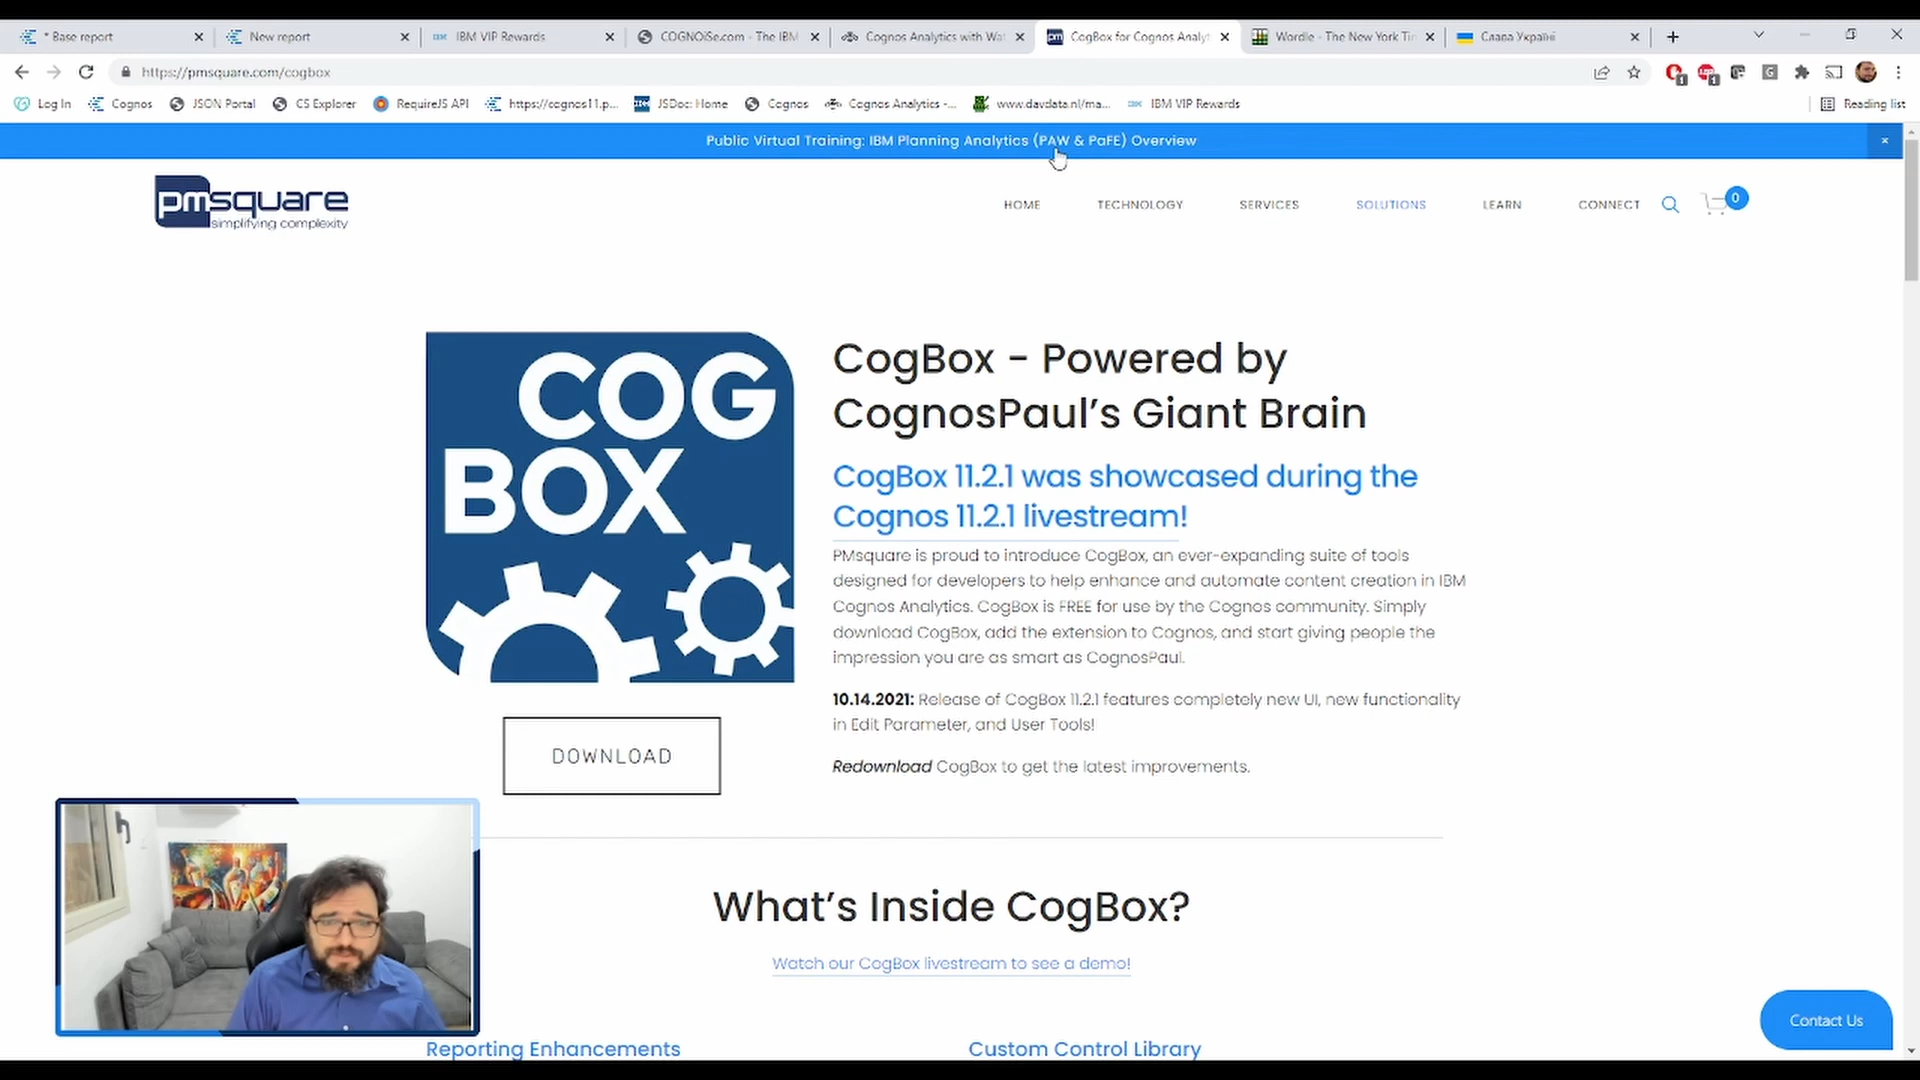 * Base report
New report
IBM VIP Rewards
COGNOiSe.com - The IBM
Cognos Analytics with Wat
CogBox for Cognos Analyt
Wordle - The New York Tim
Слава Україні
https://pmsquare.com/cogbox
Log In
Cognos
JSON Portal
CS Explorer
RequireJS API
https://cognos11.p...
JSDoc: Home
Cognos
Cognos Analytics -...
www.davdata.nl/ma...
IBM VIP Rewards
Reading list
Public Virtual Training: IBM Planning Analytics (PAW & PaFE) Overview
pmsquare
simplifying complexity
HOME
TECHNOLOGY
SERVICES
SOLUTIONS
LEARN
CONNECT
0
COG
BOX
DOWNLOAD
CogBox - Powered by
CognosPaul's Giant Brain
CogBox 11.2.1 was showcased during the
Cognos 11.2.1 livestream!
PMsquare is proud to introduce CogBox, an ever-expanding suite of tools
designed for developers to help enhance and automate content creation in IBM
Cognos Analytics. CogBox is FREE for use by the Cognos community. Simply
download CogBox, add the extension to Cognos, and start giving people the
impression you are as smart as CognosPaul.
10.14.2021: Release of CogBox 11.2.1 features completely new UI, new functionality
in Edit Parameter, and User Tools!
Redownload CogBox to get the latest improvements.
What's Inside CogBox?
Watch our CogBox livestream to see a demo!
Reporting Enhancements
Custom Control Library
Contact Us